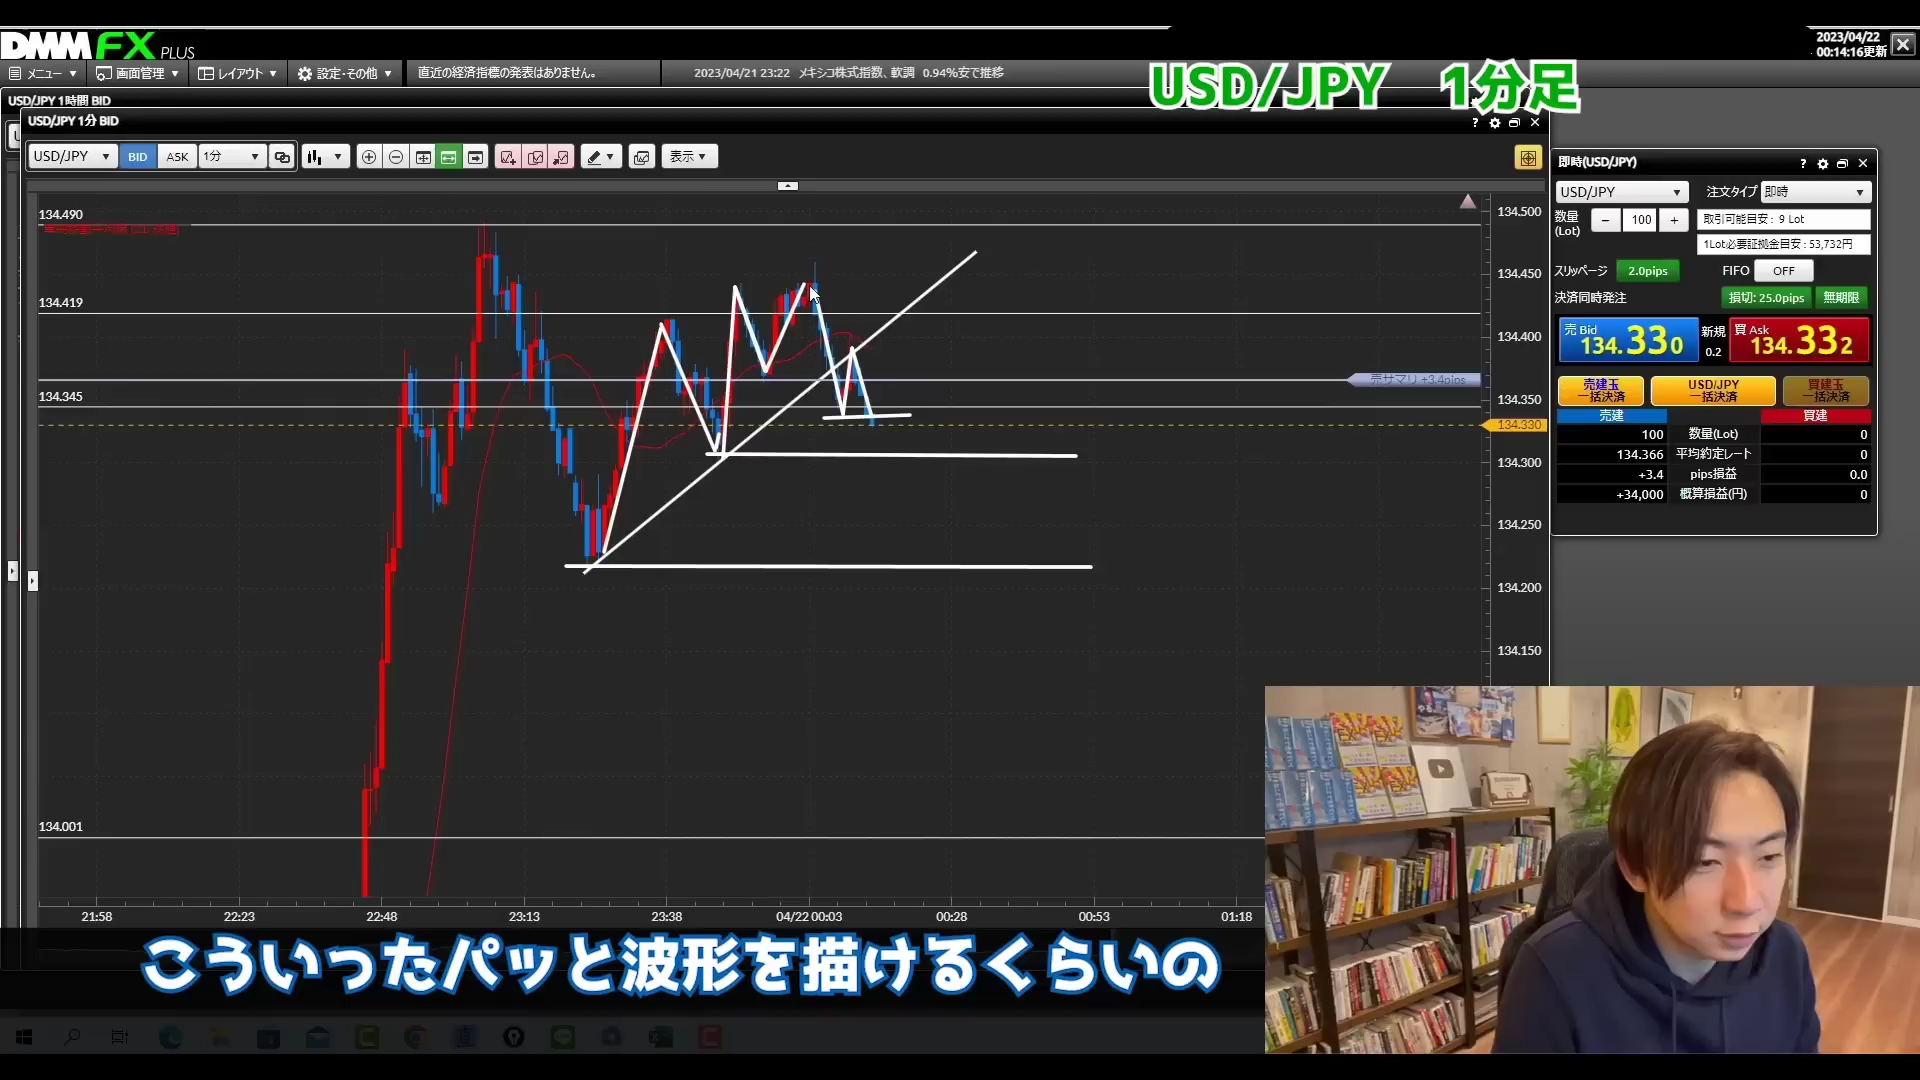 DMM FX PLUS
2023/04/22
00:14:16更新
メニュー
画面管理
レイアウト
設定・その他
直近の経済指標の発表はありません。
2023/04/21 23:22 メキシコ株式指数、軟調 0.94%安で推移
USD/JPY 1分足
USD/JPY 1時間 BID
USD/JPY 1分 BID
USD/JPY
BID
ASK
1分
表示
134.490
134.419
134.345
134.001
134.500
134.450
134.400
134.350
134.330
134.300
134.250
134.200
134.150
売サマリ +3.4pips
21:58
22:23
22:48
23:13
23:38
04/22 00:03
00:28
00:53
01:18
即時(USD/JPY)
USD/JPY
注文タイプ
即時
数量
(Lot)
100
取引可能目安: 9 Lot
1Lot必要証拠金目安:53,732円
スリッページ
2.0pips
FIFO
OFF
決済同時発注
損切: 25.0pips
無期限
売 Bid
134.330
新規
0.2
買 Ask
134.332
売建玉
一括決済
USD/JPY
一括決済
買建玉
一括決済
売建
買建
100 数量(Lot) 0
134.366 平均約定レート
+3.4 pips損益 0.0
+34,000 概算損益(円) 0
こういったパッと波形を描けるくらいの